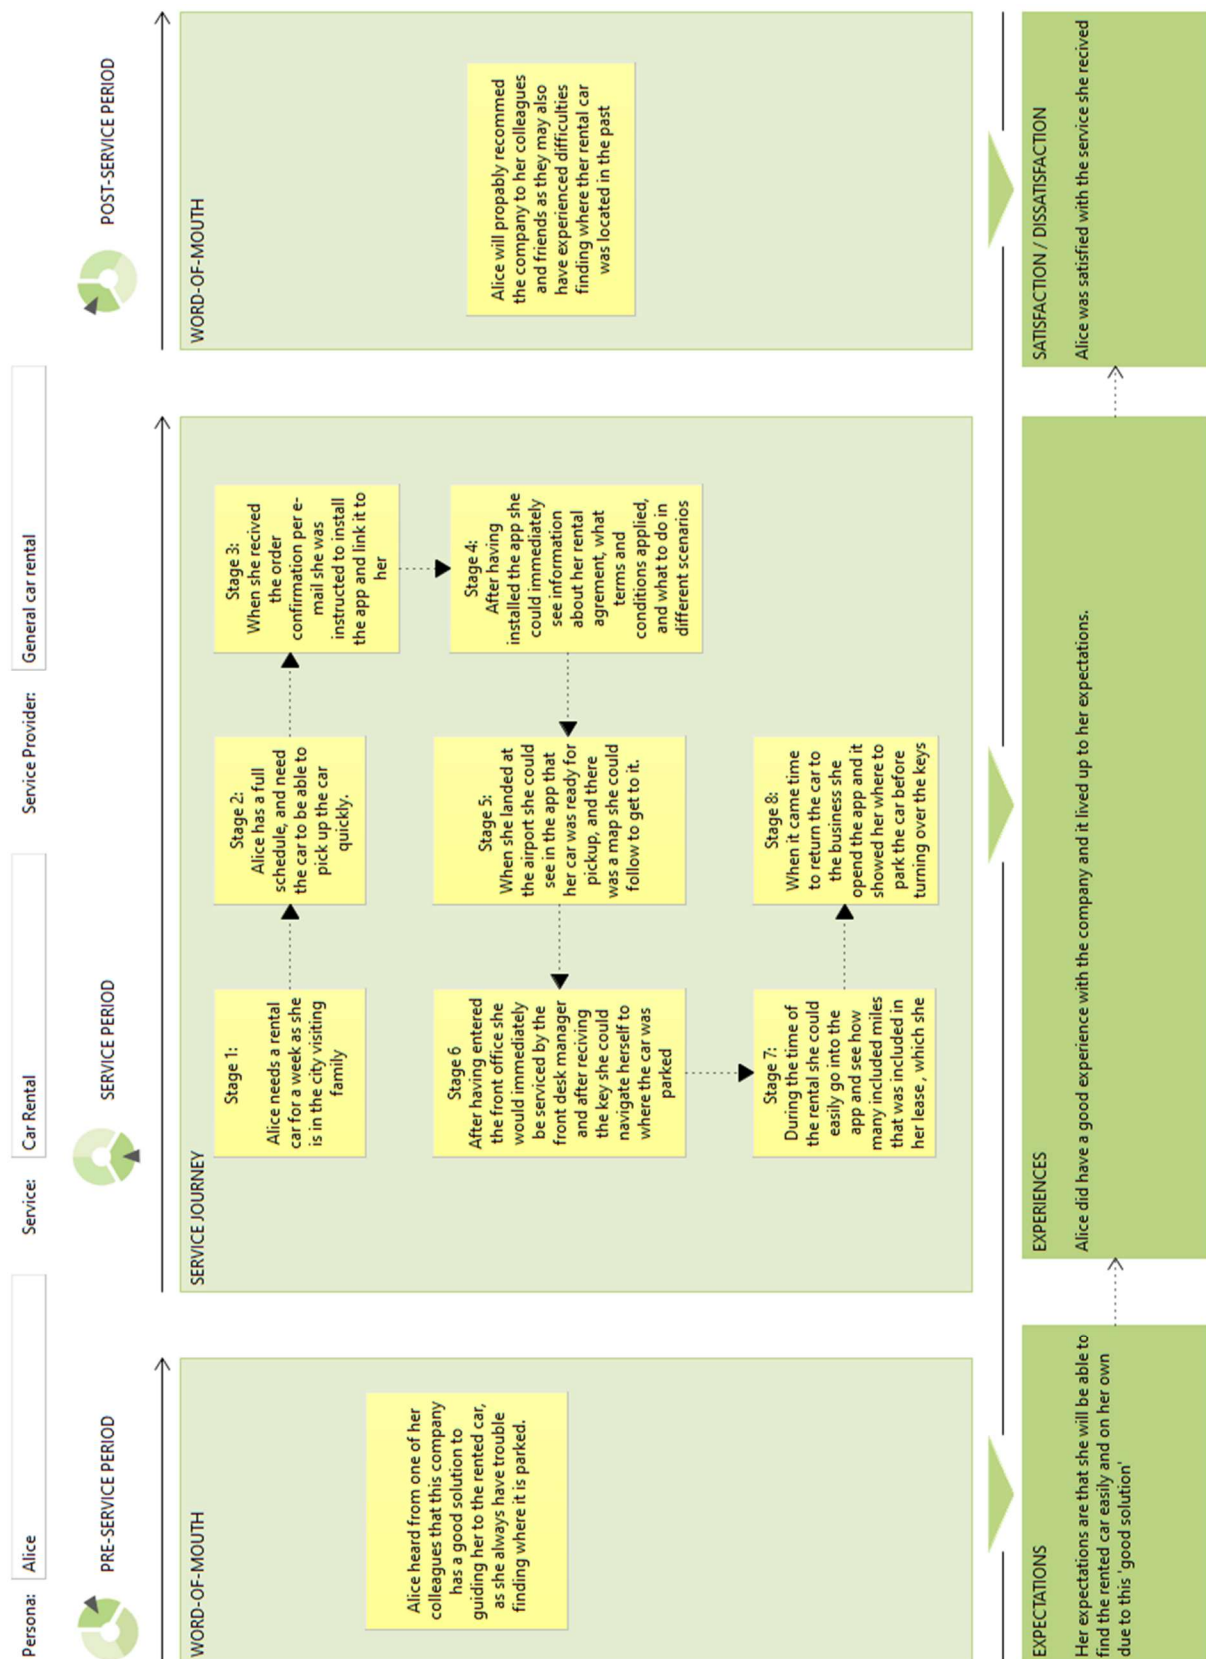 Persona: Alice
Service: Car Rental
Service Provider: General car rental
PRE-SERVICE PERIOD
SERVICE PERIOD
POST-SERVICE PERIOD
WORD-OF-MOUTH
Alice heard from one of her
colleagues that this company
has a good solution to
guiding her to the rented car,
as she always have trouble
finding where it is parked.
SERVICE JOURNEY
Stage 1:
Alice needs a rental
car for a week as she
is in the city visiting
family
Stage 2:
Alice has a full
schedule, and need
the car to be able to
pick up the car
quickly.
Stage 3:
When she recived
the order
confirmation per e-
mail she was
instructed to install
the app and link it to
her
Stage 4:
After having
installed the app she
could immediately
see information
about her rental
agrement, what
terms and
conditions applied,
and what to do in
different scenarios
Stage 5:
When she landed at
the airport she could
see in the app that
her car was ready for
pickup, and there
was a map she could
follow to get to it.
Stage 6
After having entered
the front office she
would immediately
be serviced by the
front desk manager
and after reciving
the key she could
navigate herself to
where the car was
parked
Stage 7:
During the time of
the rental she could
easily go into the
app and see how
many included miles
that was included in
her lease, which she
Stage 8:
When it came time
to return the car to
the business she
opend the app and it
showed her where to
park the car before
turning over the keys
WORD-OF-MOUTH
Alice will propably recommed
the company to her colleagues
and friends as they may also
have experienced difficulties
finding where ther rental car
was located in the past
EXPECTATIONS
Her expectations are that she will be able to
find the rented car easily and on her own
due to this 'good solution'
EXPERIENCES
Alice did have a good experience with the company and it lived up to her expectations.
SATISFACTION / DISSATISFACTION
Alice was satisfied with the service she recived